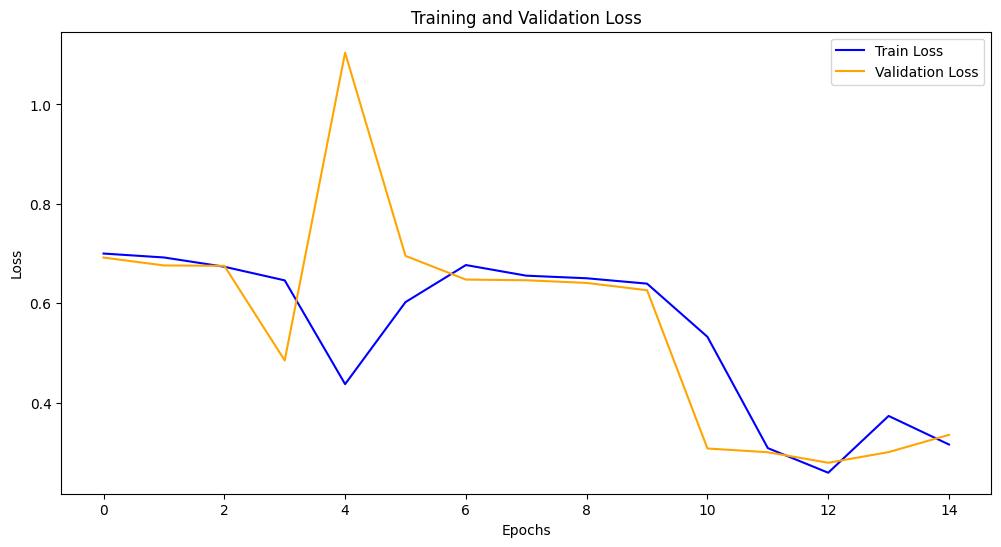 Training and Validation Loss
Train Loss
Validation Loss
1.0
0.8
0.6
0.4
Loss
0 2 4 6 8 10 12 14
Epochs